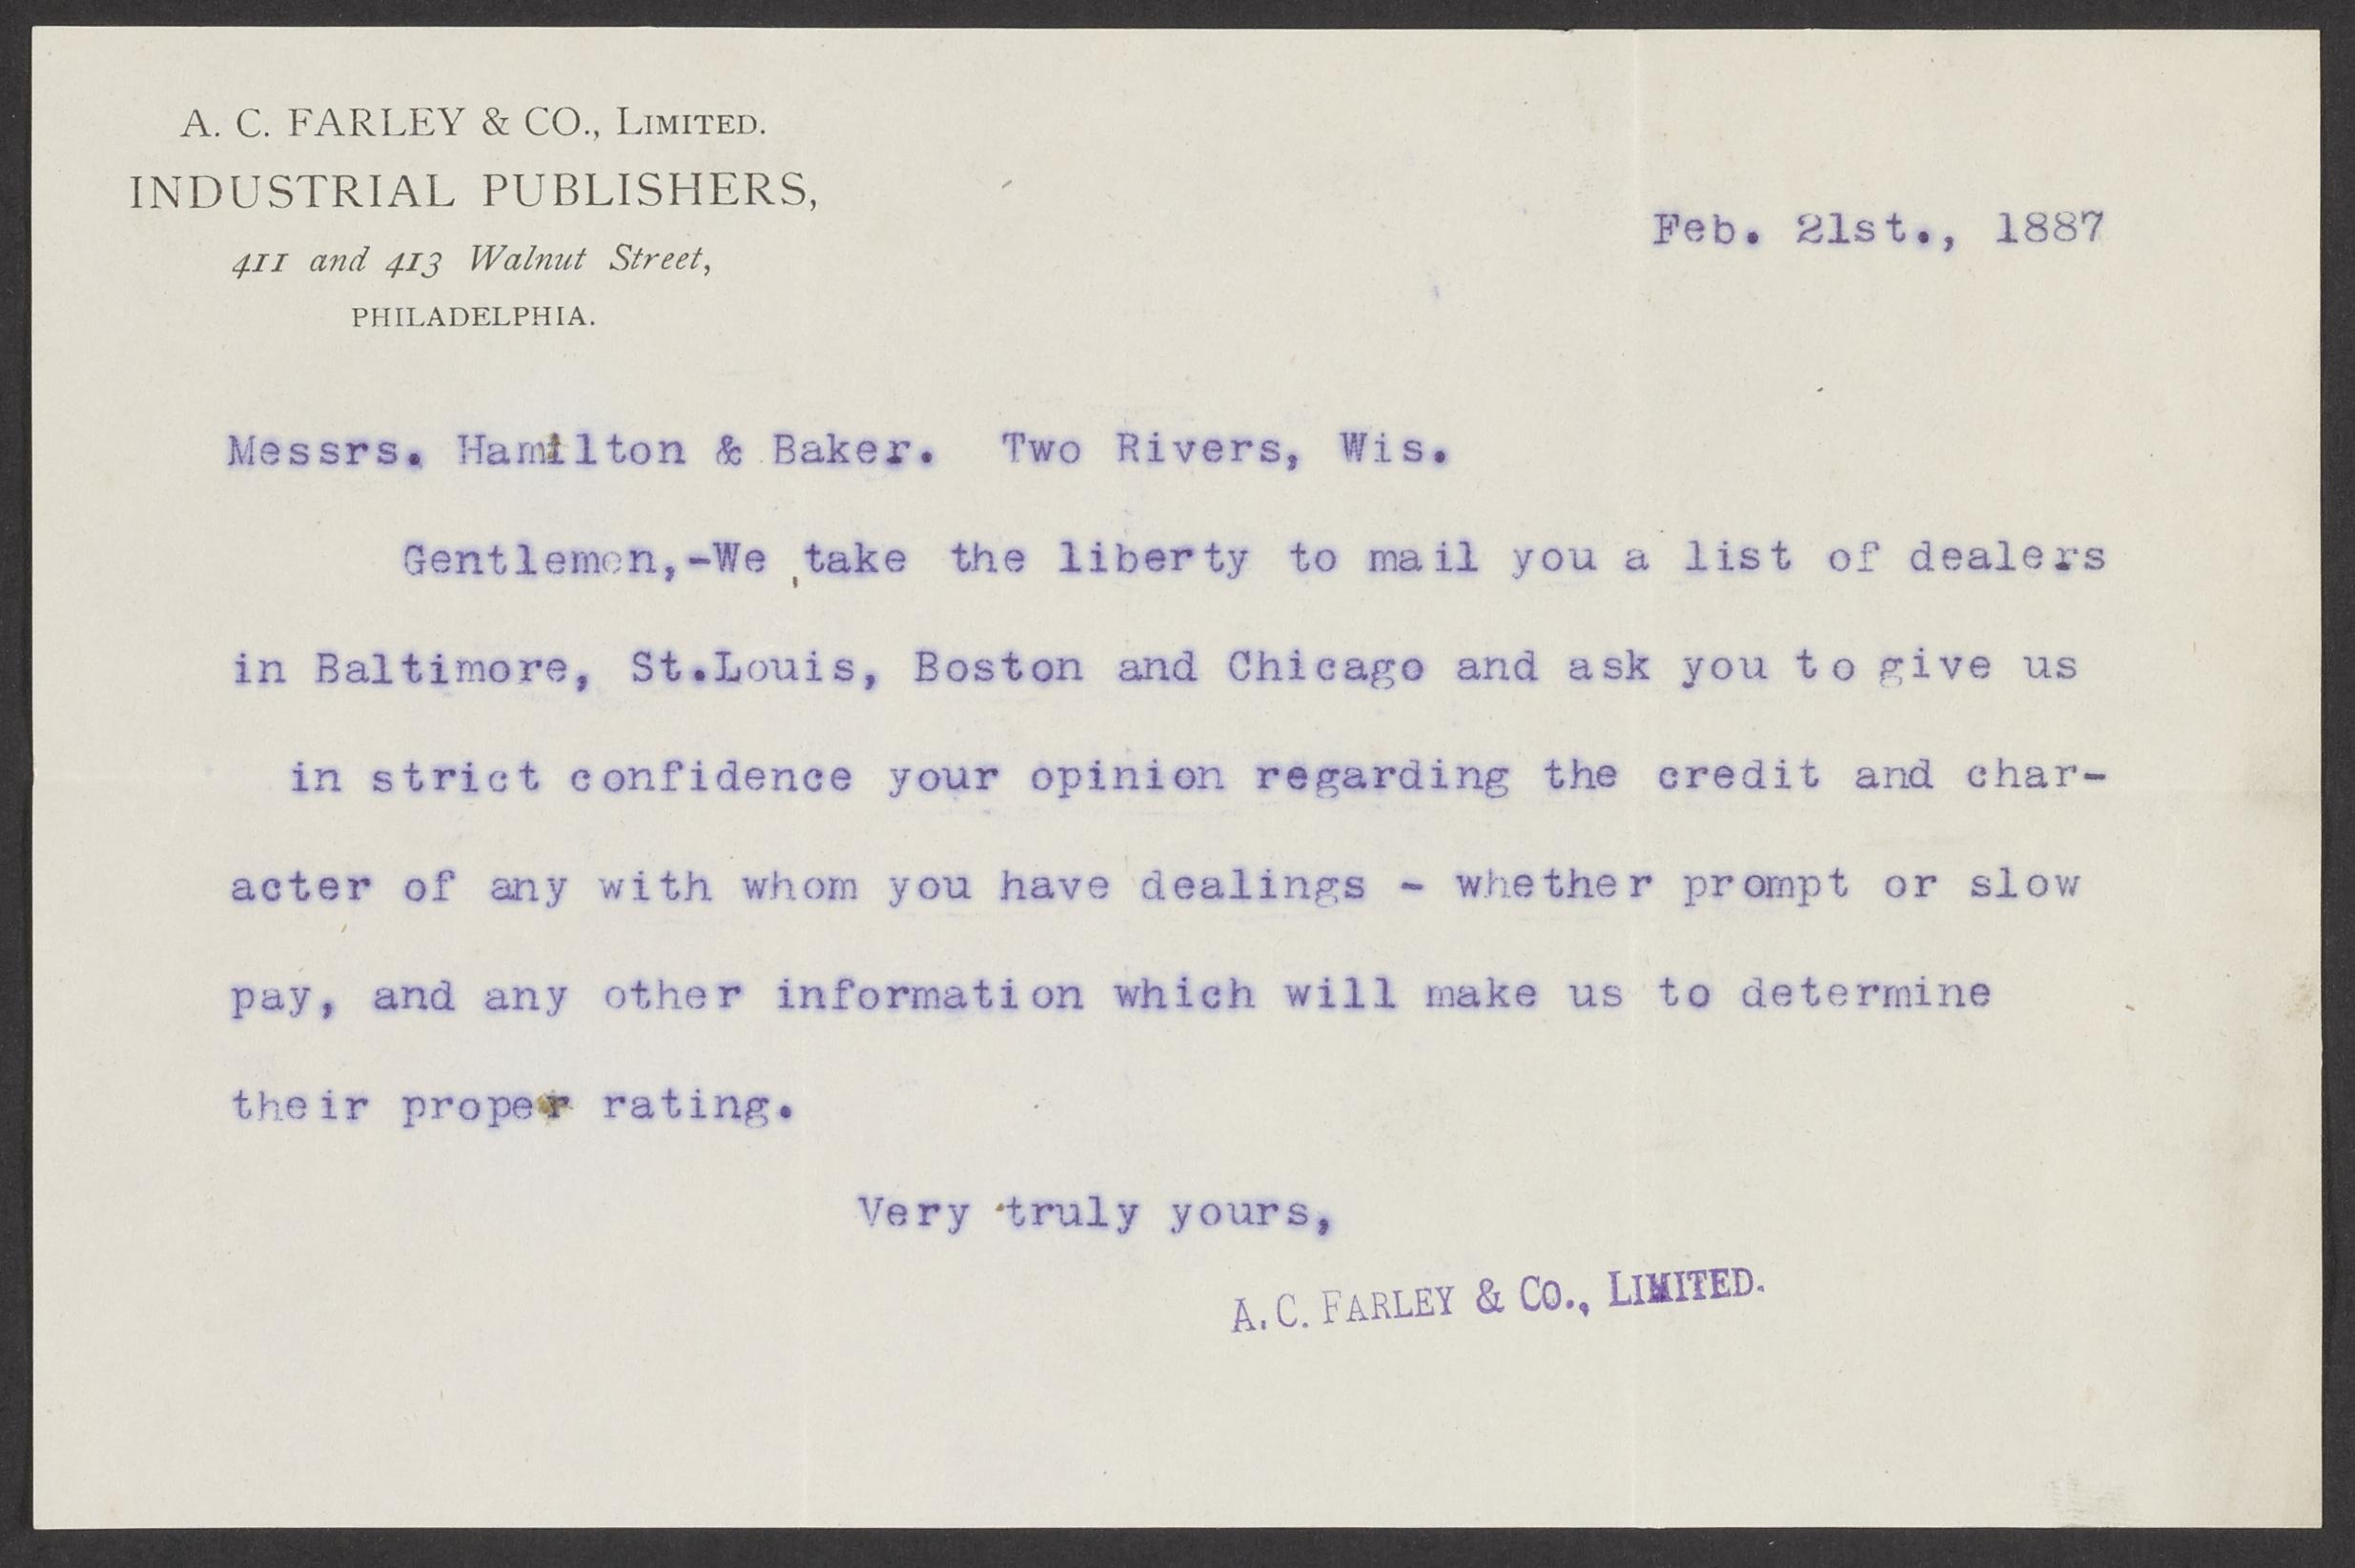 A. C. FARLEY & CO., LIMITED.
INDUSTRIAL PUBLISHERS,
411 and 413 Walnut Street,
PHILADELPHIA.
Feb. 21st., 1887
Messrs. Hamilton & Baker. Two Rivers, Wis.
Gentlemen,-We take the liberty to mail you a list of dealers
in Baltimore, St.Louis, Boston and Chicago and ask you to give us
in strict confidence your opinion regarding the credit and char-
acter of any with whom you have dealings - whether prompt or slow
pay, and any other information which will make us to determine
their proper rating.
Very truly yours,
A. C. FARLEY & CO., LIMITED.